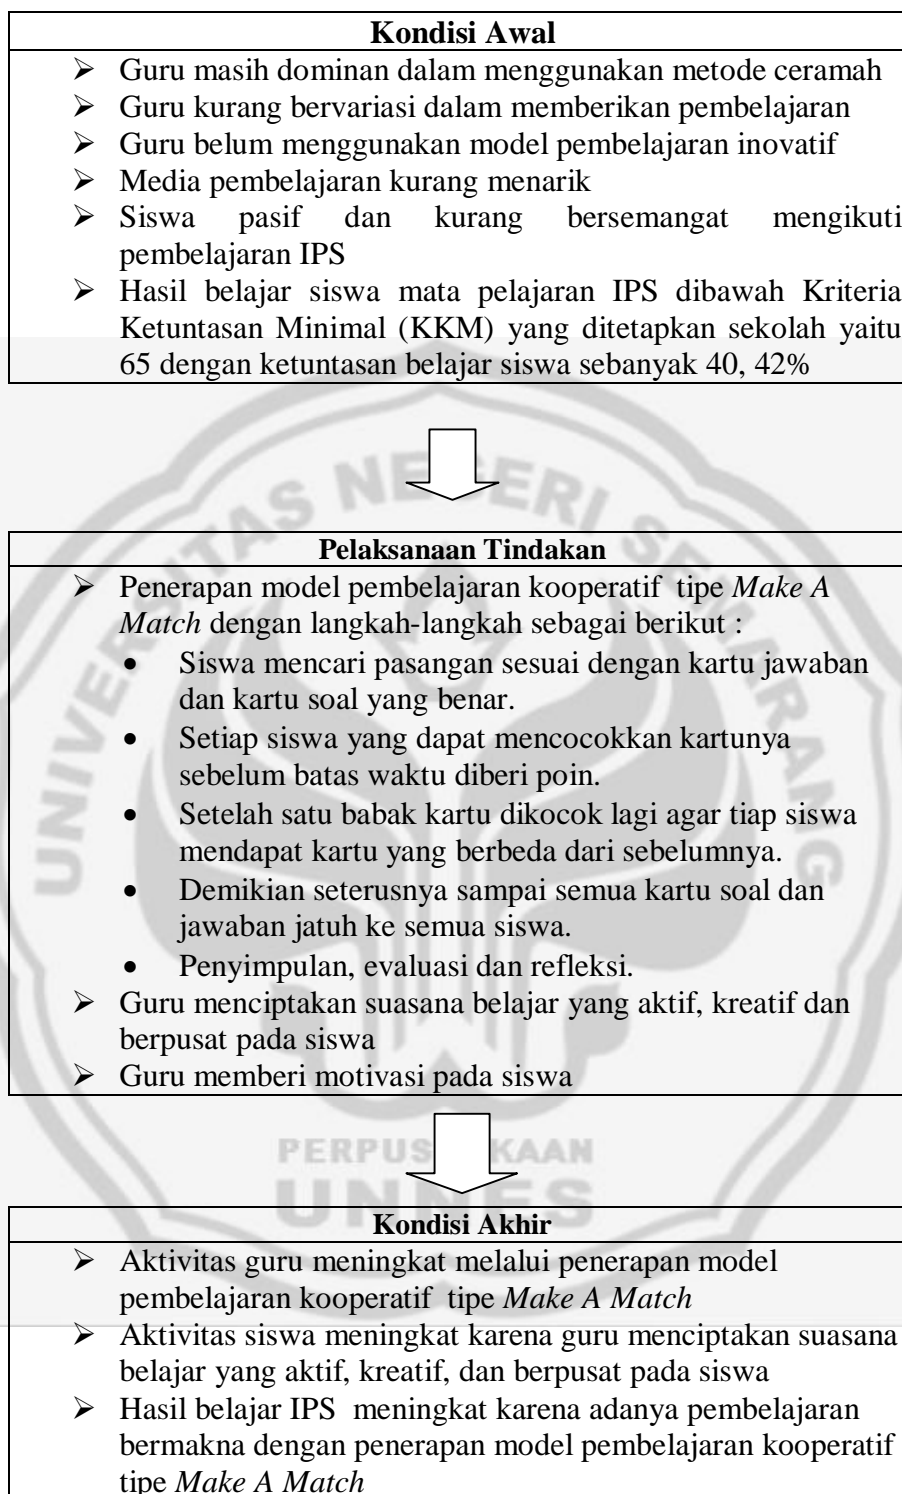 Kondisi Awal
➢ Guru masih dominan dalam menggunakan metode ceramah
➢ Guru kurang bervariasi dalam memberikan pembelajaran
➢ Guru belum menggunakan model pembelajaran inovatif
➢ Media pembelajaran kurang menarik
➢ Siswa pasif dan kurang bersemangat mengikuti
pembelajaran IPS
➢ Hasil belajar siswa mata pelajaran IPS dibawah Kriteria
Ketuntasan Minimal (KKM) yang ditetapkan sekolah yaitu
65 dengan ketuntasan belajar siswa sebanyak 40, 42%
UNIVERSITAS NEGERI SEMARANG
Pelaksanaan Tindakan
➢ Penerapan model pembelajaran kooperatif tipe Make A
Match dengan langkah-langkah sebagai berikut :
• Siswa mencari pasangan sesuai dengan kartu jawaban
dan kartu soal yang benar.
• Setiap siswa yang dapat mencocokkan kartunya
sebelum batas waktu diberi poin.
• Setelah satu babak kartu dikocok lagi agar tiap siswa
mendapat kartu yang berbeda dari sebelumnya.
• Demikian seterusnya sampai semua kartu soal dan
jawaban jatuh ke semua siswa.
• Penyimpulan, evaluasi dan refleksi.
➢ Guru menciptakan suasana belajar yang aktif, kreatif dan
berpusat pada siswa
➢ Guru memberi motivasi pada siswa
PERPUSTAKAAN
UNNES
Kondisi Akhir
➢ Aktivitas guru meningkat melalui penerapan model
pembelajaran kooperatif tipe Make A Match
➢ Aktivitas siswa meningkat karena guru menciptakan suasana
belajar yang aktif, kreatif, dan berpusat pada siswa
➢ Hasil belajar IPS meningkat karena adanya pembelajaran
bermakna dengan penerapan model pembelajaran kooperatif
tipe Make A Match